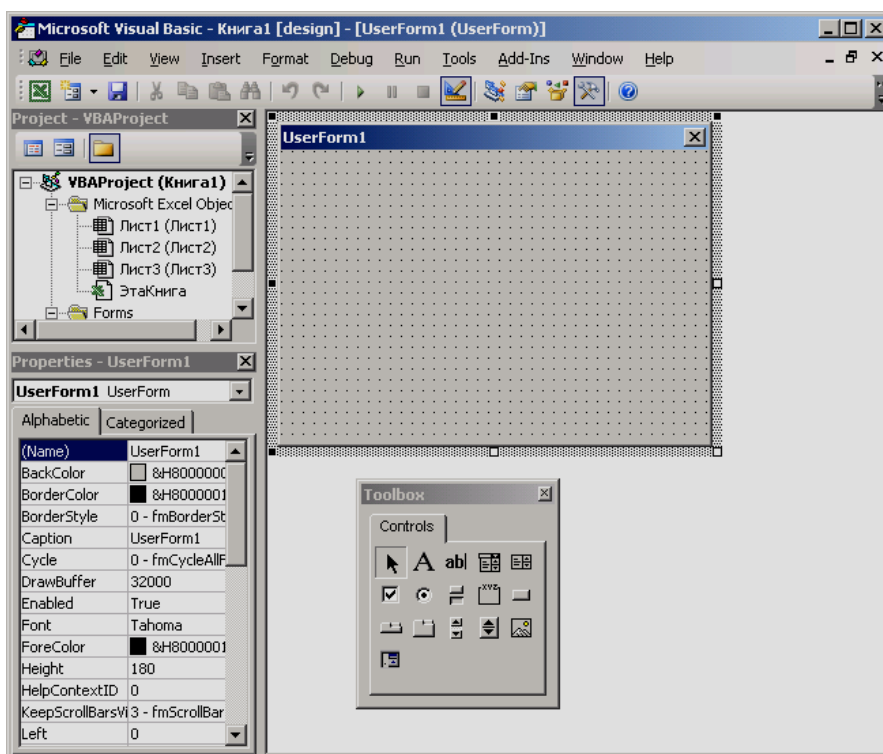 Microsoft Visual Basic - Книга1 [design] - [UserForm1 (UserForm)]
File Edit View Insert Format Debug Run Tools Add-Ins Window Help
Project - VBAProject
VBAProject (Книга1)
Microsoft Excel Objec
Лист1 (Лист1)
Лист2 (Лист2)
Лист3 (Лист3)
ЭтаКнига
Forms
Properties - UserForm1
UserForm1 UserForm
Alphabetic Categorized
(Name) UserForm1
BackColor &H8000000
BorderColor &H8000001
BorderStyle 0 - fmBorderSt
Caption UserForm1
Cycle 0 - fmCycleAllF
DrawBuffer 32000
Enabled True
Font Tahoma
ForeColor &H8000001
Height 180
HelpContextID 0
KeepScrollBarsVi 3 - fmScrollBar
Left 0
UserForm1
Toolbox
Controls
A ab|
XYZ